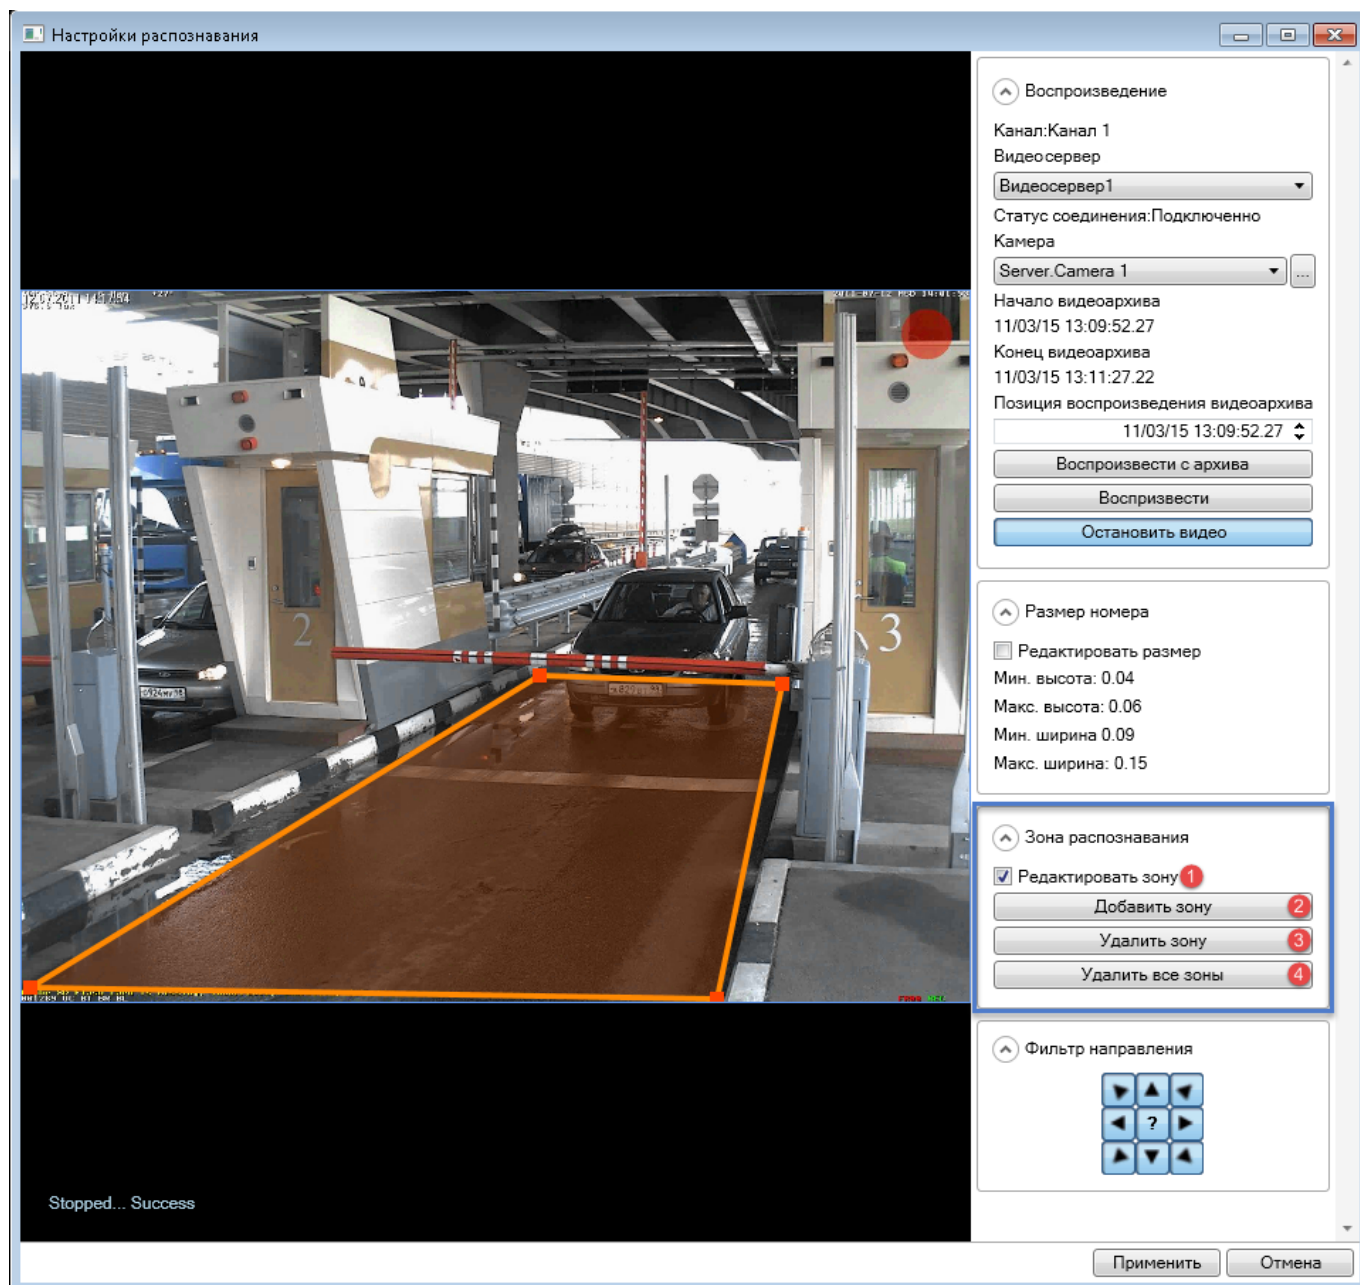 Настройки распознавания
Воспроизведение
Канал:Канал 1
Видеосервер
Видеосервер1
Статус соединения:Подключенно
Камера
Server.Camera 1
...
Начало видеоархива
11/03/15 13:09:52.27
Конец видеоархива
11/03/15 13:11:27.22
Позиция воспроизведения видеоархива
11/03/15 13:09:52.27
Воспроизвести с архива
Воспризвести
Остановить видео
2
3
Размер номера
Редактировать размер
Мин. высота: 0.04
Макс. высота: 0.06
Мин. ширина 0.09
Макс. ширина: 0.15
Зона распознавания
Редактировать зону 1
Добавить зону 2
Удалить зону 3
Удалить все зоны 4
Фильтр направления
?
Stopped... Success
Применить
Отмена